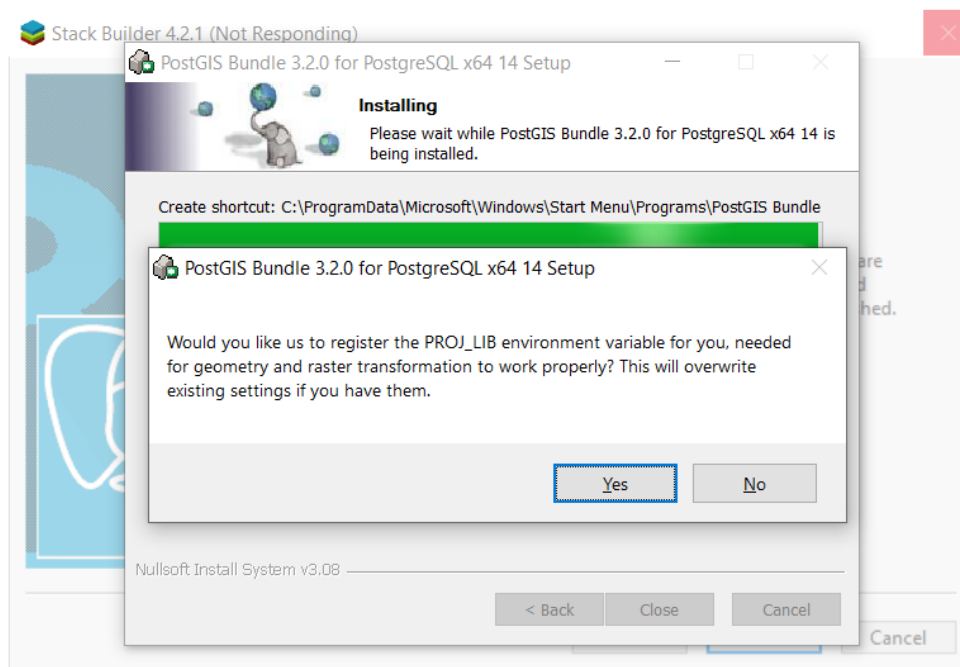 Stack Builder 4.2.1 (Not Responding)
PostGIS Bundle 3.2.0 for PostgreSQL x64 14 Setup
Installing
Please wait while PostGIS Bundle 3.2.0 for PostgreSQL x64 14 is
being installed.
Create shortcut: C:\ProgramData\Microsoft\Windows\Start Menu\Programs\PostGIS Bundle
PostGIS Bundle 3.2.0 for PostgreSQL x64 14 Setup
are
hed.
Would you like us to register the PROJ_LIB environment variable for you, needed
for geometry and raster transformation to work properly? This will overwrite
existing settings if you have them.
Yes
No
Nullsoft Install System v3.08
< Back
Close
Cancel
Cancel